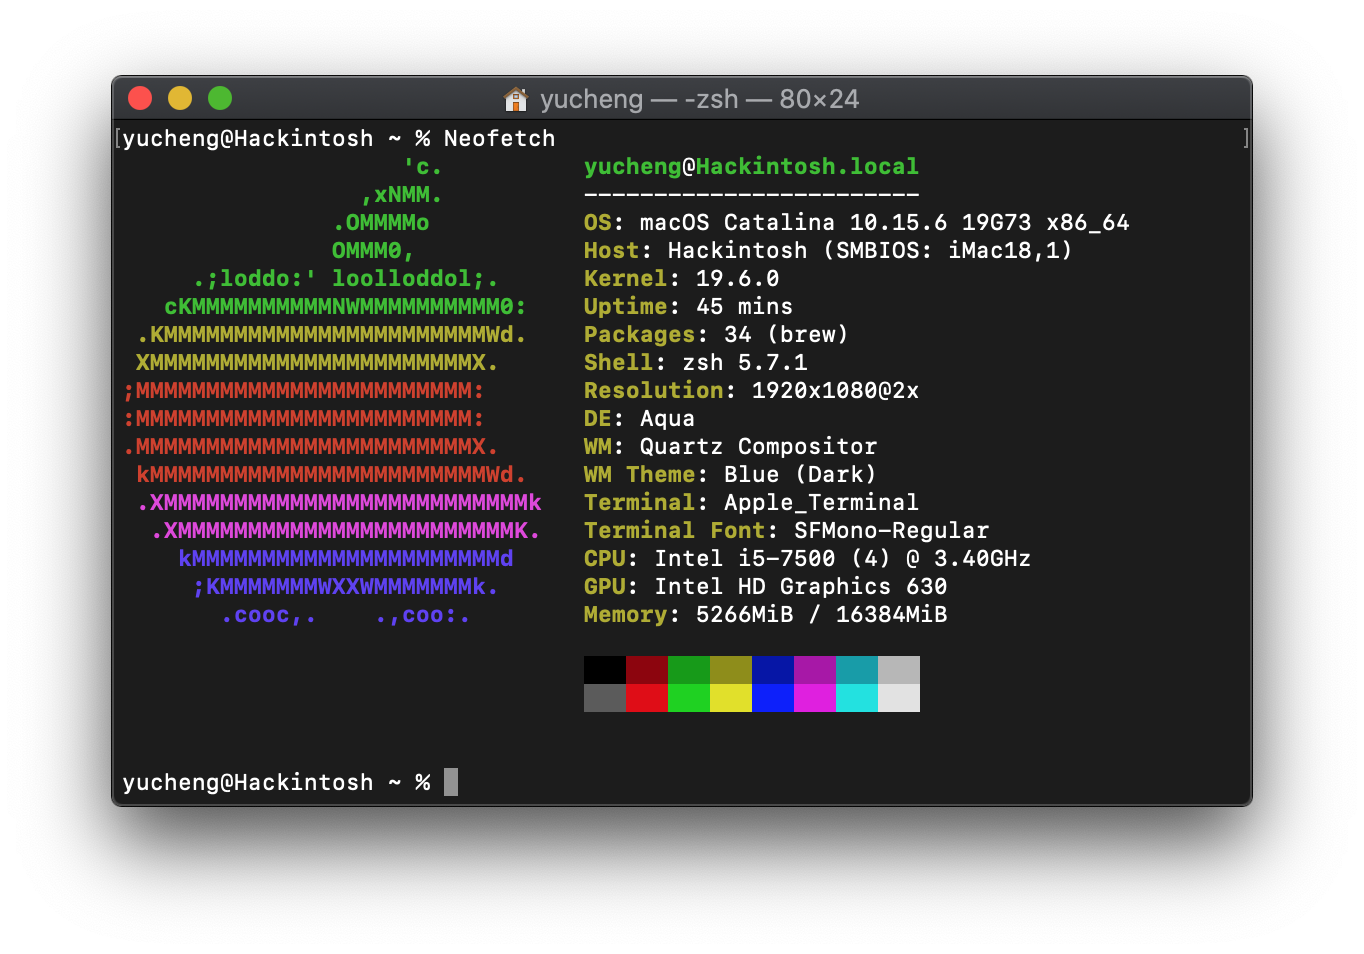 yucheng — -zsh — 80×24
[yucheng@Hackintosh ~ % Neofetch ]
'c. yucheng@Hackintosh.local
,xNMM. ------------------------
.OMMMMo OS: macOS Catalina 10.15.6 19G73 x86_64
OMMM0, Host: Hackintosh (SMBIOS: iMac18,1)
.;loddo:' loolloddol;. Kernel: 19.6.0
cKMMMMMMMMMMNWMMMMMMMMMM0: Uptime: 45 mins
.KMMMMMMMMMMMMMMMMMMMMMMMWd. Packages: 34 (brew)
XMMMMMMMMMMMMMMMMMMMMMMMX. Shell: zsh 5.7.1
;MMMMMMMMMMMMMMMMMMMMMMMM: Resolution: 1920x1080@2x
:MMMMMMMMMMMMMMMMMMMMMMMM: DE: Aqua
.MMMMMMMMMMMMMMMMMMMMMMMMX. WM: Quartz Compositor
kMMMMMMMMMMMMMMMMMMMMMMMMWd. WM Theme: Blue (Dark)
.XMMMMMMMMMMMMMMMMMMMMMMMMMMk Terminal: Apple_Terminal
.XMMMMMMMMMMMMMMMMMMMMMMMMK. Terminal Font: SFMono-Regular
kMMMMMMMMMMMMMMMMMMMMMMd CPU: Intel i5-7500 (4) @ 3.40GHz
;KMMMMMMMWXXWMMMMMMMk. GPU: Intel HD Graphics 630
.cooc,. .,coo:. Memory: 5266MiB / 16384MiB
yucheng@Hackintosh ~ %